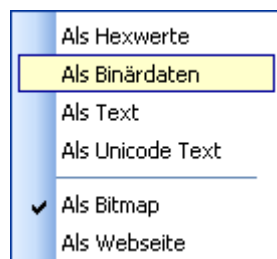 Als Hexwerte
Als Binärdaten
Als Text
Als Unicode Text
Als Bitmap
Als Webseite